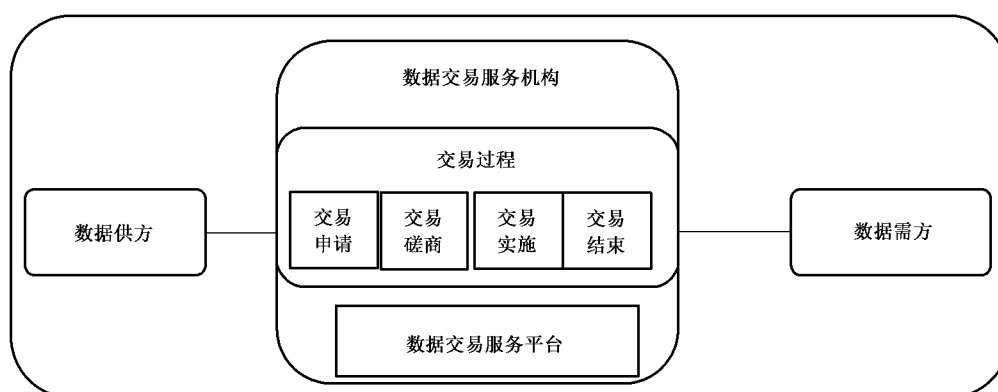 数据交易服务机构
交易过程
数据供方
交易
申请
交易
磋商
交易
实施
交易
结束
数据需方
数据交易服务平台